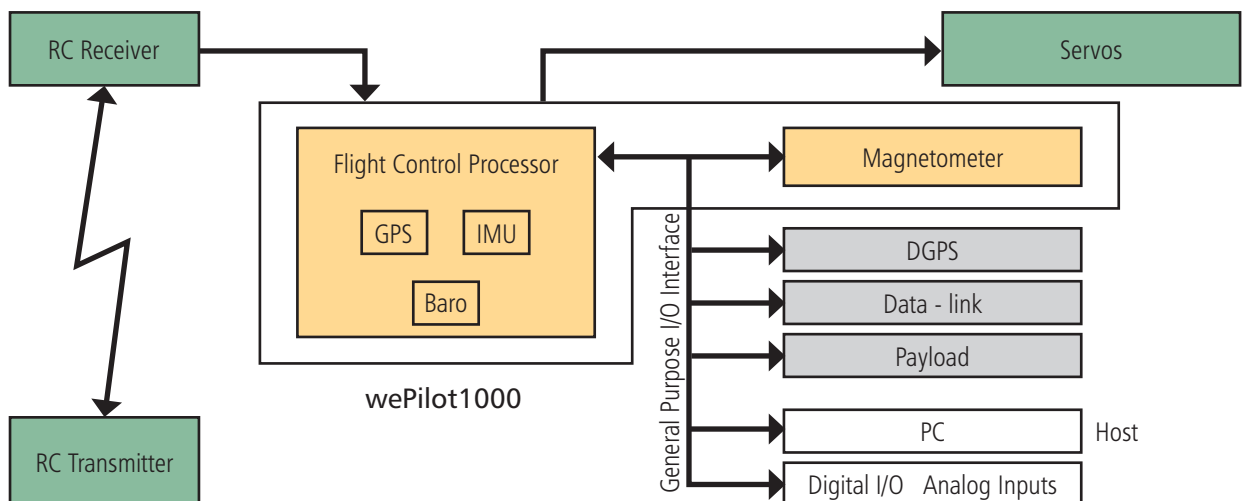 RC Receiver
Servos
Flight Control Processor
Magnetometer
GPS
IMU
Baro
General Purpose I/O Interface
DGPS
Data - link
Payload
wePilot1000
PC
Host
RC Transmitter
Digital I/O Analog Inputs